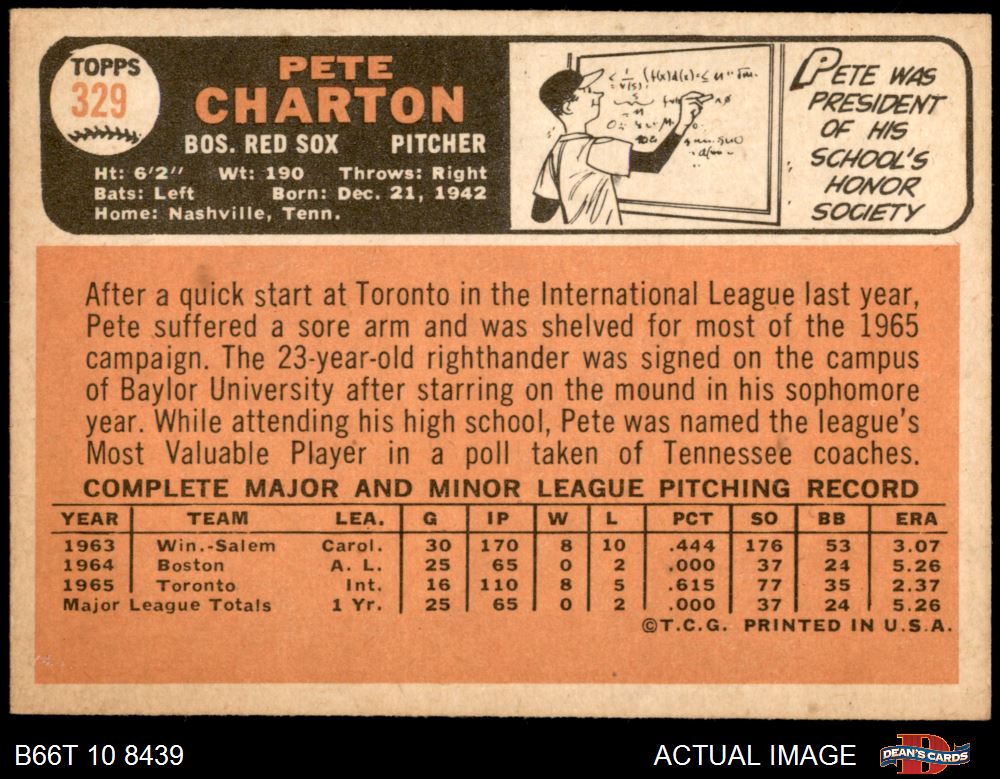 TOPPS
329
PETE
CHARTON
BOS. RED SOX PITCHER
Ht: 6'2" Wt: 190 Throws: Right
Bats: Left Born: Dec. 21, 1942
Home: Nashville, Tenn.
PETE WAS
PRESIDENT
OF HIS
SCHOOL'S
HONOR
SOCIETY
After a quick start at Toronto in the International League last year,
Pete suffered a sore arm and was shelved for most of the 1965
campaign. The 23-year-old righthander was signed on the campus
of Baylor University after starring on the mound in his sophomore
year. While attending his high school, Pete was named the league's
Most Valuable Player in a poll taken of Tennessee coaches.
COMPLETE MAJOR AND MINOR LEAGUE PITCHING RECORD
YEAR TEAM LEA. G IP W L PCT SO BB ERA
1963 Win.-Salem Carol. 30 170 8 10 .444 176 53 3.07
1964 Boston A. L. 25 65 0 2 .000 37 24 5.26
1965 Toronto Int. 16 110 8 5 .615 77 35 2.37
Major League Totals 1 Yr. 25 65 0 2 .000 37 24 5.26
©T.C.G. PRINTED IN U.S.A.
B66T 10 8439 ACTUAL IMAGE DEAN'S CARDS